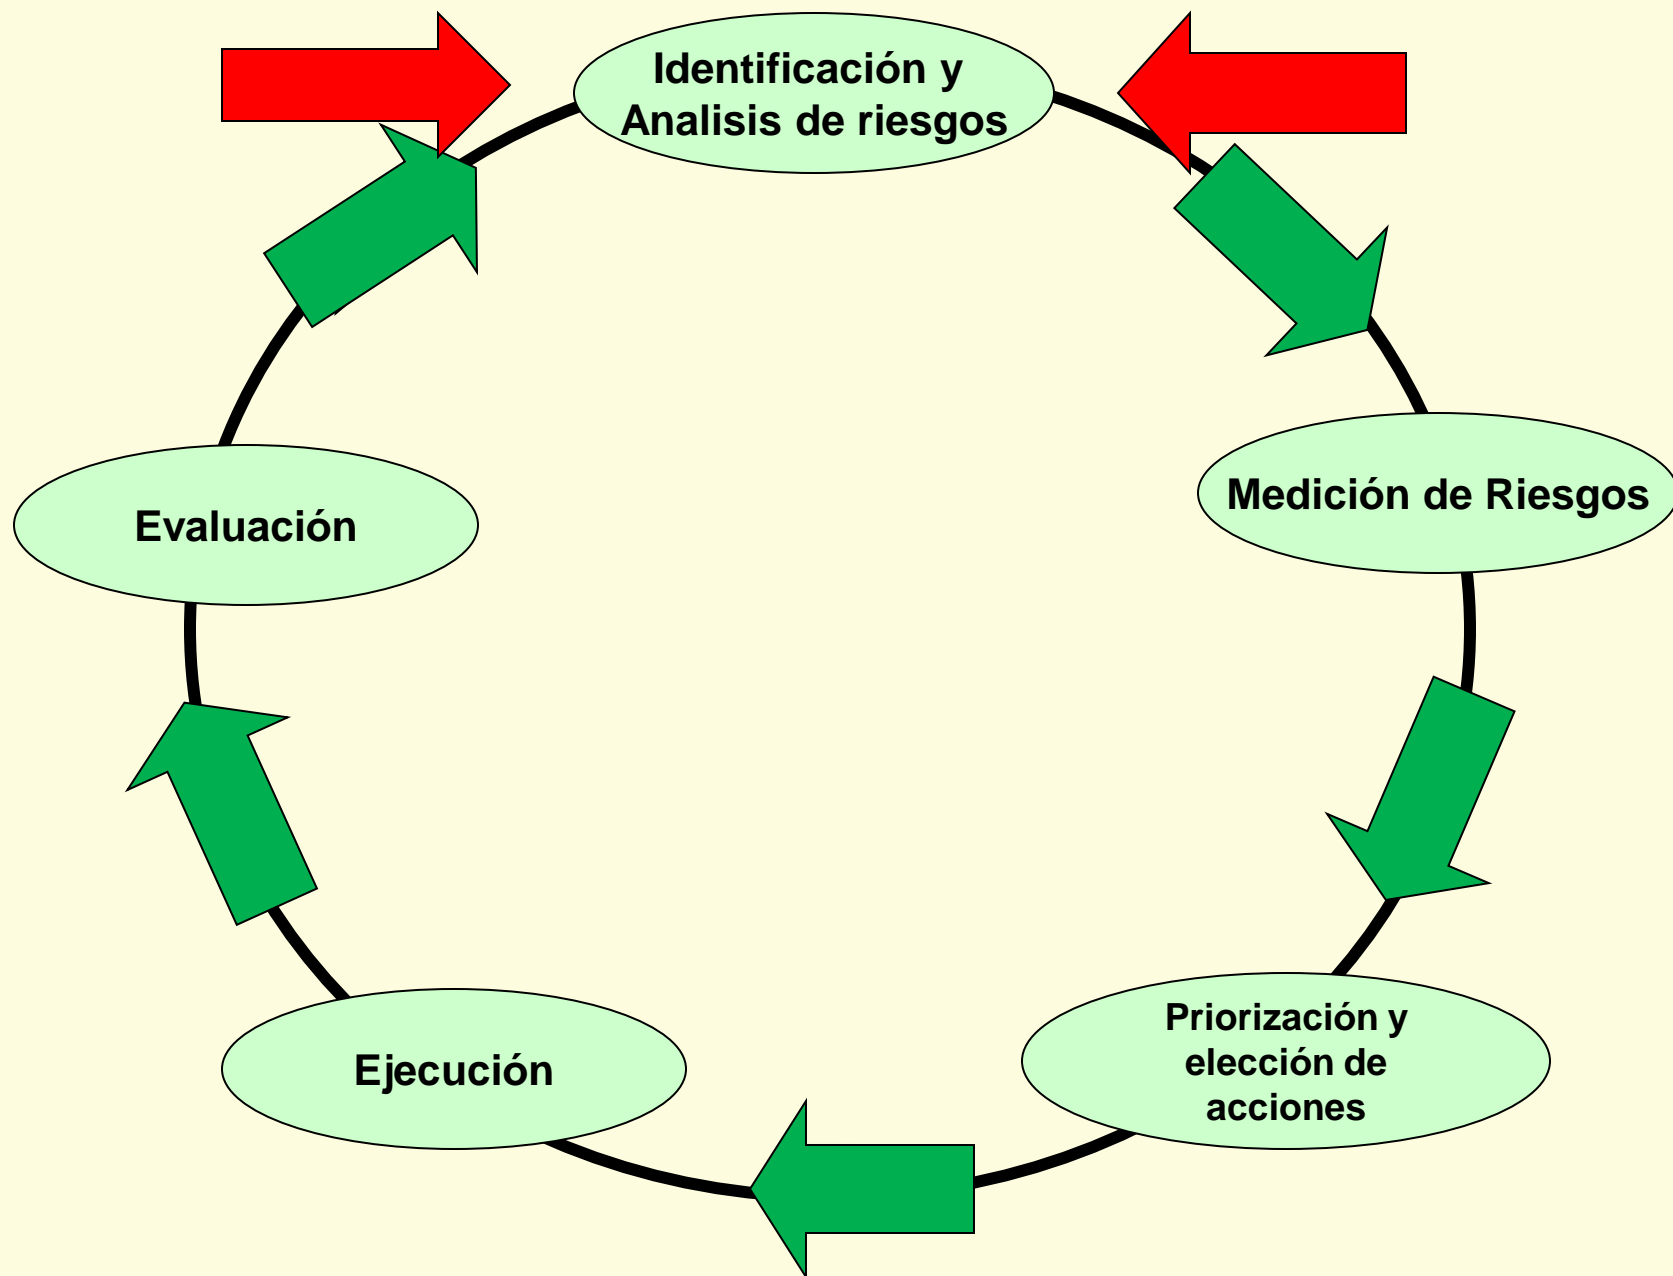 Identificación y
Analisis de riesgos
Medición de Riesgos
Priorización y
elección de
acciones
Ejecución
Evaluación